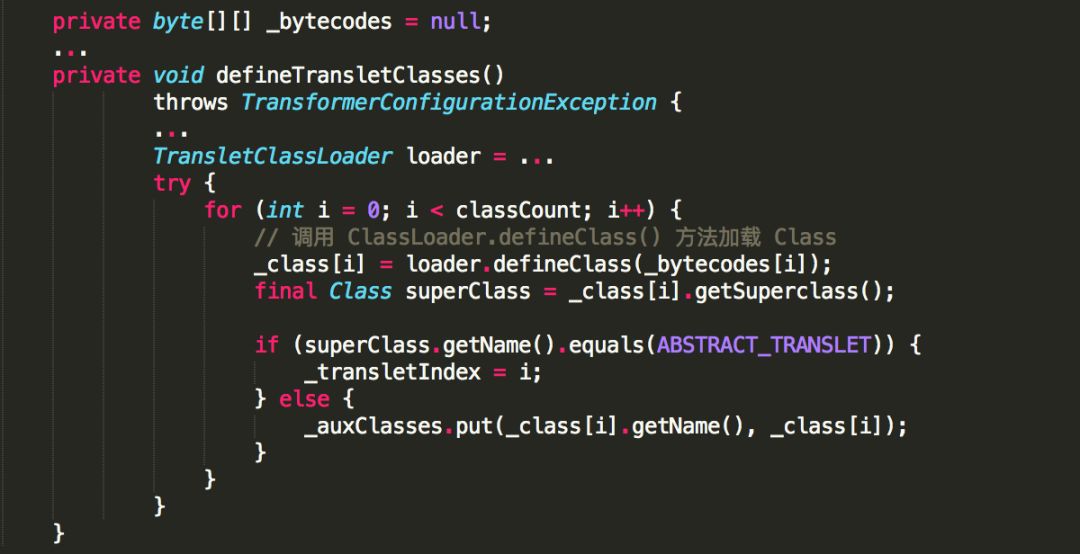 private byte[][] _bytecodes = null;
...
private void defineTransletClasses()
throws TransformerConfigurationException {
...
TransletClassLoader loader = ...
try {
for (int i = 0; i < classCount; i++) {
// 调用 ClassLoader.defineClass() 方法加载 Class
_class[i] = loader.defineClass(_bytecodes[i]);
final Class superClass = _class[i].getSuperclass();
if (superClass.getName().equals(ABSTRACT_TRANSLET)) {
_transletIndex = i;
} else {
_auxClasses.put(_class[i].getName(), _class[i]);
}
}
}
}